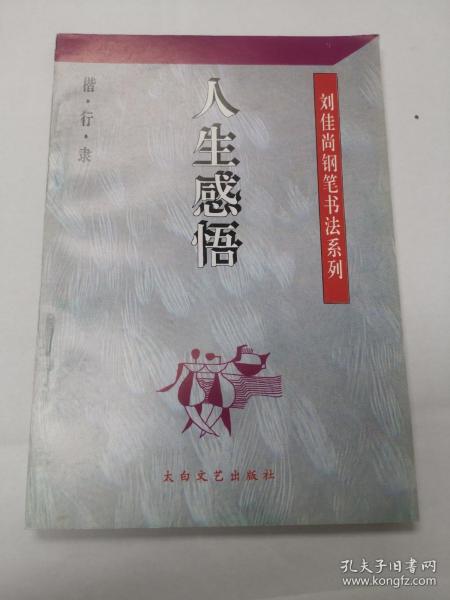 刘佳尚钢笔书法系列
人生感悟
楷·行·隶
太白文艺出版社
孔夫子旧书网
www.kongfz.com